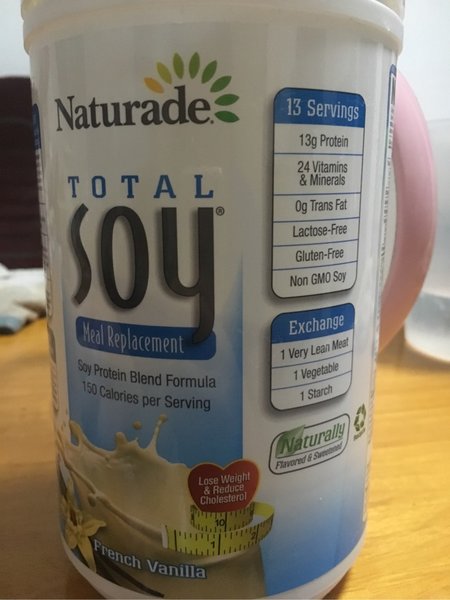 Naturade®
TOTAL
Soy®
Meal Replacement
Soy Protein Blend Formula
150 Calories per Serving
13 Servings
13g Protein
24 Vitamins
& Minerals
0g Trans Fat
Lactose-Free
Gluten-Free
Non GMO Soy
Exchange
1 Very Lean Meat
1 Vegetable
1 Starch
Naturally
Flavored & Sweetened
Lose Weight
& Reduce
Cholesterol
10
1
French Vanilla